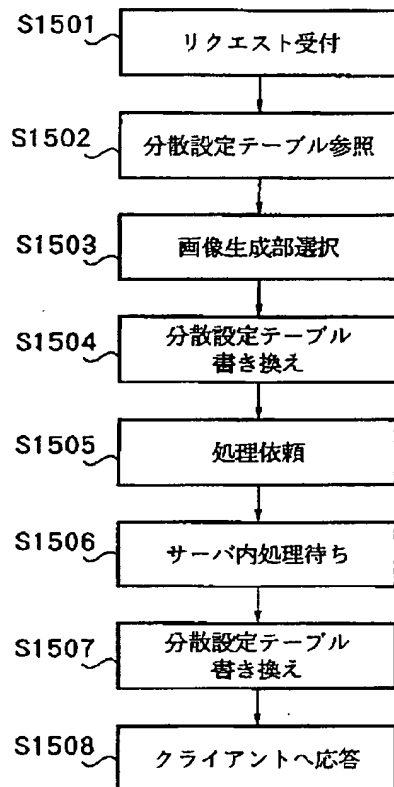 S1501
リクエスト受付
S1502
分散設定テーブル参照
S1503
画像生成部選択
S1504
分散設定テーブル
書き換え
S1505
処理依頼
S1506
サーバ内処理待ち
S1507
分散設定テーブル
書き換え
S1508
クライアントへ応答